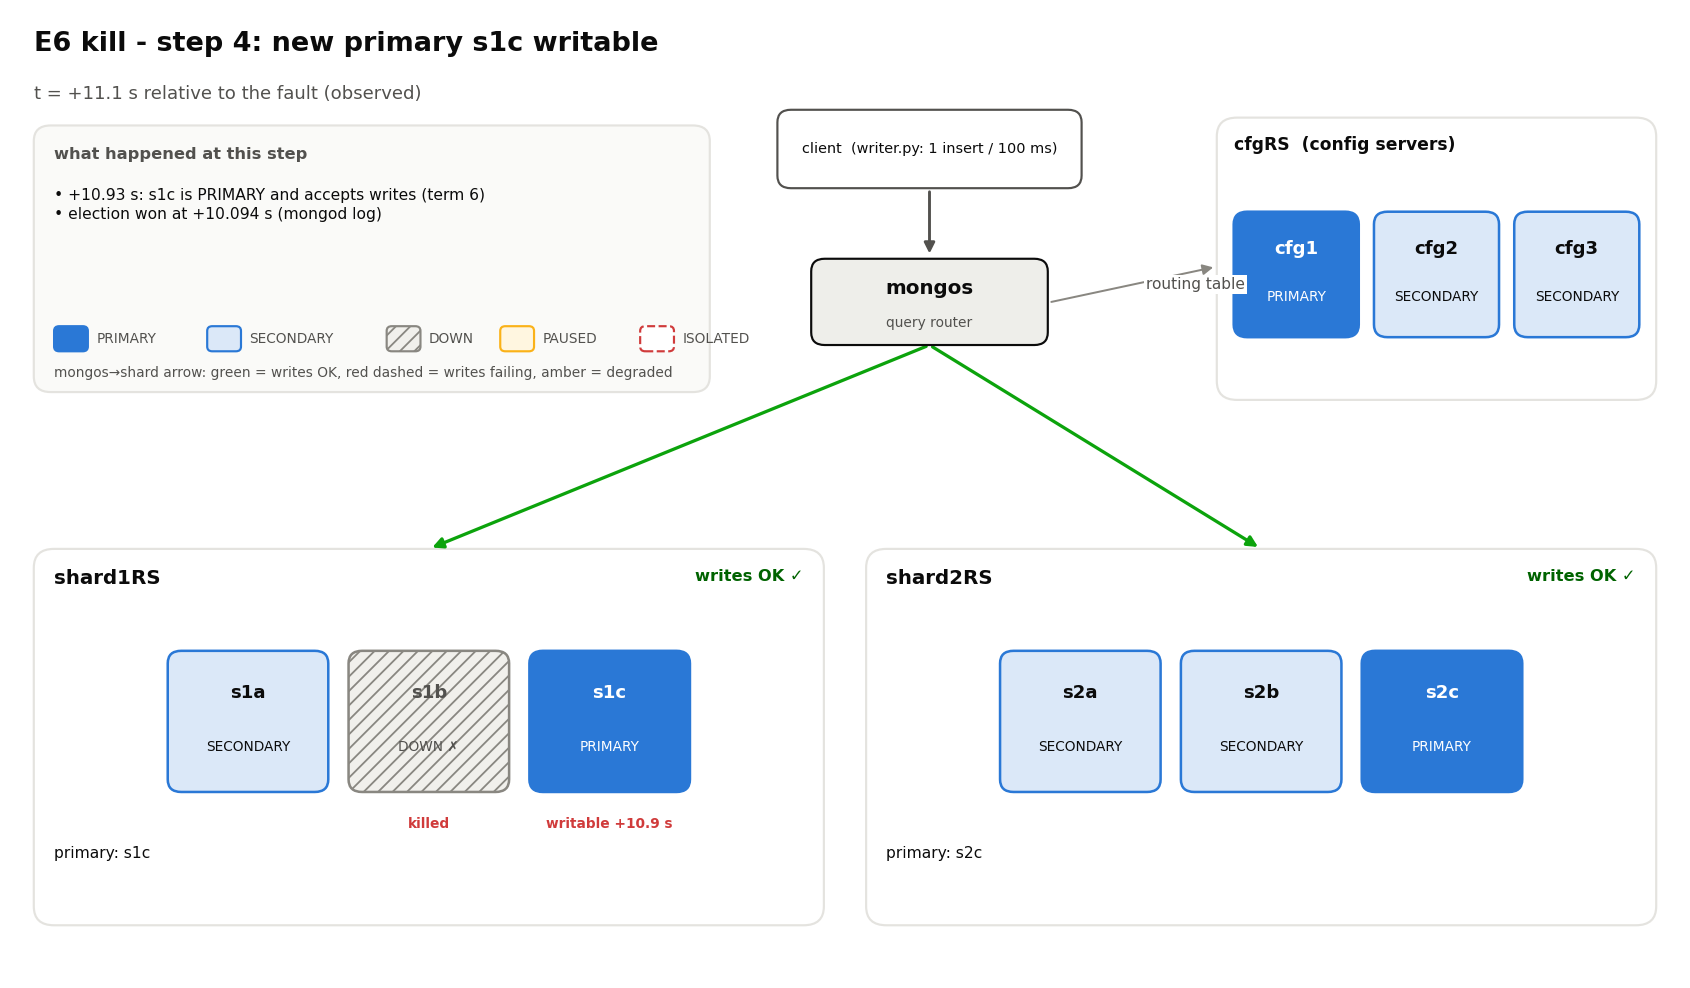 E6 kill - step 4: new primary s1c writable
t = +11.1 s relative to the fault (observed)
what happened at this step
• +10.93 s: s1c is PRIMARY and accepts writes (term 6)
• election won at +10.094 s (mongod log)
PRIMARY
SECONDARY
DOWN
PAUSED
ISOLATED
mongos→shard arrow: green = writes OK, red dashed = writes failing, amber = degraded
client  (writer.py: 1 insert / 100 ms)
mongos
query router
routing table
cfgRS  (config servers)
cfg1
PRIMARY
cfg2
SECONDARY
cfg3
SECONDARY
shard1RS
writes OK ✓
s1a
SECONDARY
s1b
DOWN ✗
killed
s1c
PRIMARY
writable +10.9 s
primary: s1c
shard2RS
writes OK ✓
s2a
SECONDARY
s2b
SECONDARY
s2c
PRIMARY
primary: s2c